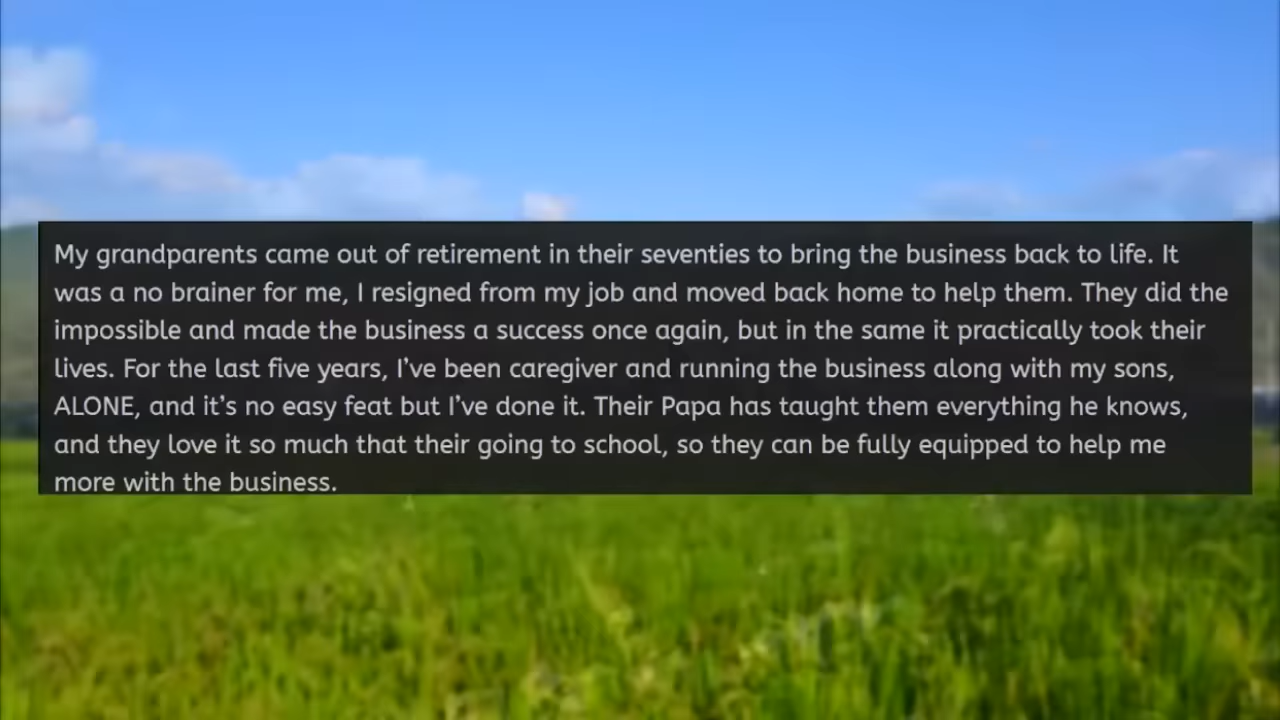 My grandparents came out of retirement in their seventies to bring the business back to life. It
was a no brainer for me, I resigned from my job and moved back home to help them. They did the
impossible and made the business a success once again, but in the same it practically took their
lives. For the last five years, I’ve been caregiver and running the business along with my sons,
ALONE, and it’s no easy feat but I’ve done it. Their Papa has taught them everything he knows,
and they love it so much that their going to school, so they can be fully equipped to help me
more with the business.